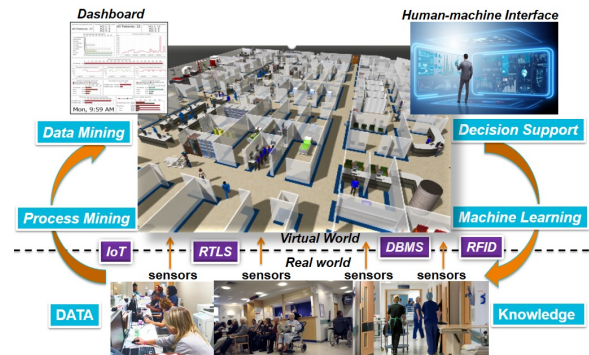 Dashboard
Human-machine Interface
Mon, 9:59 AM
Data Mining
Decision Support
Process Mining
Machine Learning
Virtual World
IoT
RTLS
DBMS
RFID
Real world
sensors
sensors
sensors
sensors
DATA
Knowledge